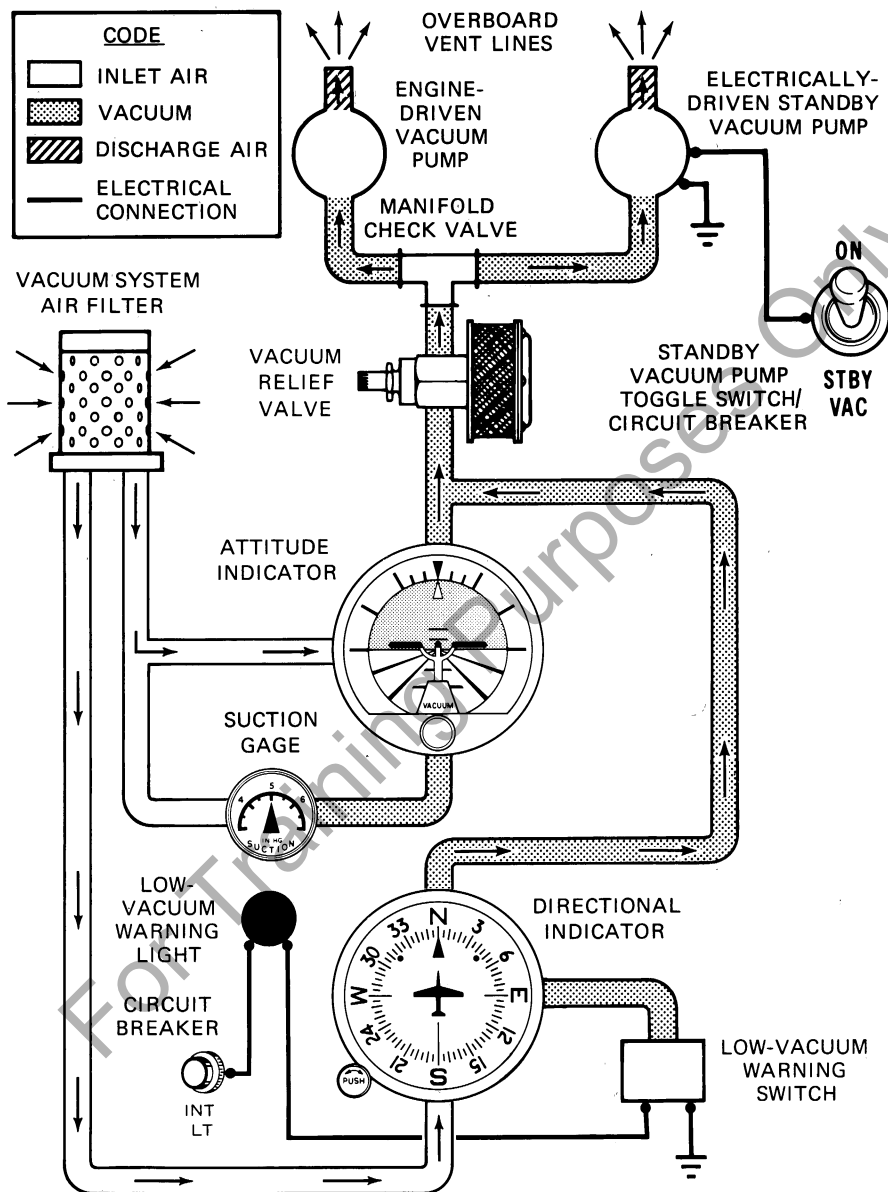 CODE
INLET AIR
VACUUM
DISCHARGE AIR
ELECTRICAL
CONNECTION
OVERBOARD
VENT LINES
ENGINE-
DRIVEN
VACUUM
PUMP
ELECTRICALLY-
DRIVEN STANDBY
VACUUM PUMP
MANIFOLD
CHECK VALVE
VACUUM SYSTEM
AIR FILTER
ON
STBY
VAC
VACUUM
RELIEF
VALVE
STANDBY
VACUUM PUMP
TOGGLE SWITCH/
CIRCUIT BREAKER
ATTITUDE
INDICATOR
VACUUM
SUCTION
GAGE
4 5 6
IN HG
SUCTION
LOW-
VACUUM
WARNING
LIGHT
DIRECTIONAL
INDICATOR
N 3 6 E 12 15 S 21 24 W 30 33
PUSH
CIRCUIT
BREAKER
INT
LT
LOW-VACUUM
WARNING
SWITCH
For Training Purposes Only